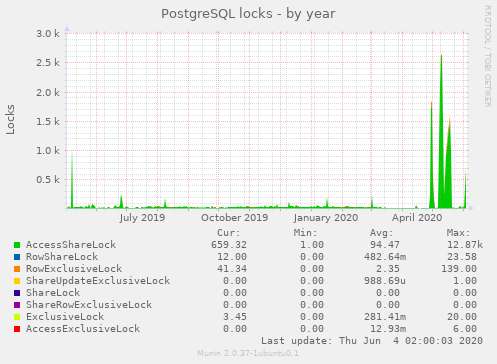 PostgreSQL locks - by year
RRDTOOL / TOBI OETIKER
Locks
3.0 k
2.5 k
2.0 k
1.5 k
1.0 k
0.5 k
July 2019 October 2019 January 2020 April 2020
Cur: Min: Avg: Max:
AccessShareLock 659.32 1.00 94.47 12.87k
RowShareLock 12.00 0.00 482.64m 23.58
RowExclusiveLock 41.34 0.00 2.35 139.00
ShareUpdateExclusiveLock 0.00 0.00 988.69u 1.00
ShareLock 0.00 0.00 0.00 0.00
ShareRowExclusiveLock 0.00 0.00 0.00 0.00
ExclusiveLock 3.45 0.00 281.41m 20.00
AccessExclusiveLock 0.00 0.00 12.93m 6.00
Last update: Thu Jun 4 02:00:03 2020
Munin 2.0.37-1ubuntu0.1